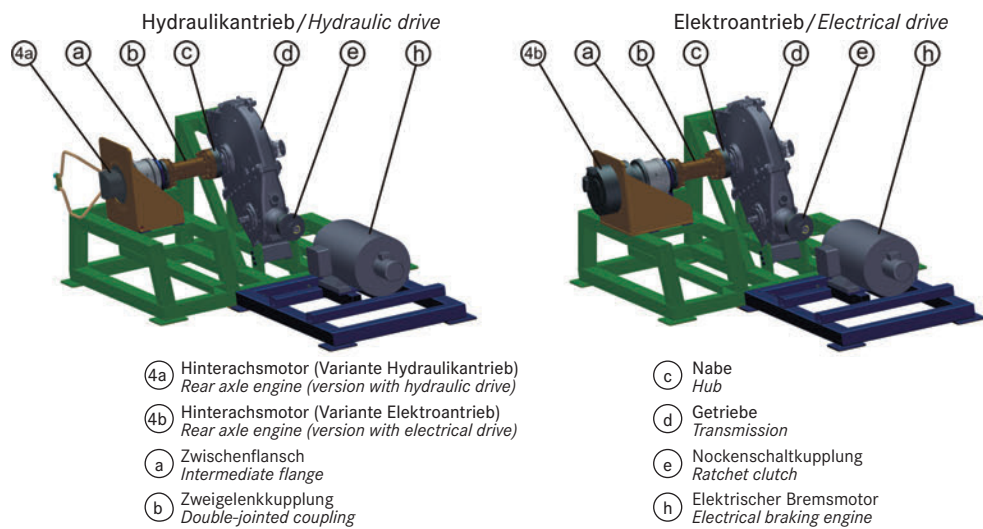 Hydraulikantrieb/Hydraulic drive
4a a b c d e h
Elektroantrieb/Electrical drive
4b a b c d e h
4a Hinterachsmotor (Variante Hydraulikantrieb)
Rear axle engine (version with hydraulic drive)
4b Hinterachsmotor (Variante Elektroantrieb)
Rear axle engine (version with electrical drive)
a Zwischenflansch
Intermediate flange
b Zweigelenkkupplung
Double-jointed coupling
c Nabe
Hub
d Getriebe
Transmission
e Nockenschaltkupplung
Ratchet clutch
h Elektrischer Bremsmotor
Electrical braking engine